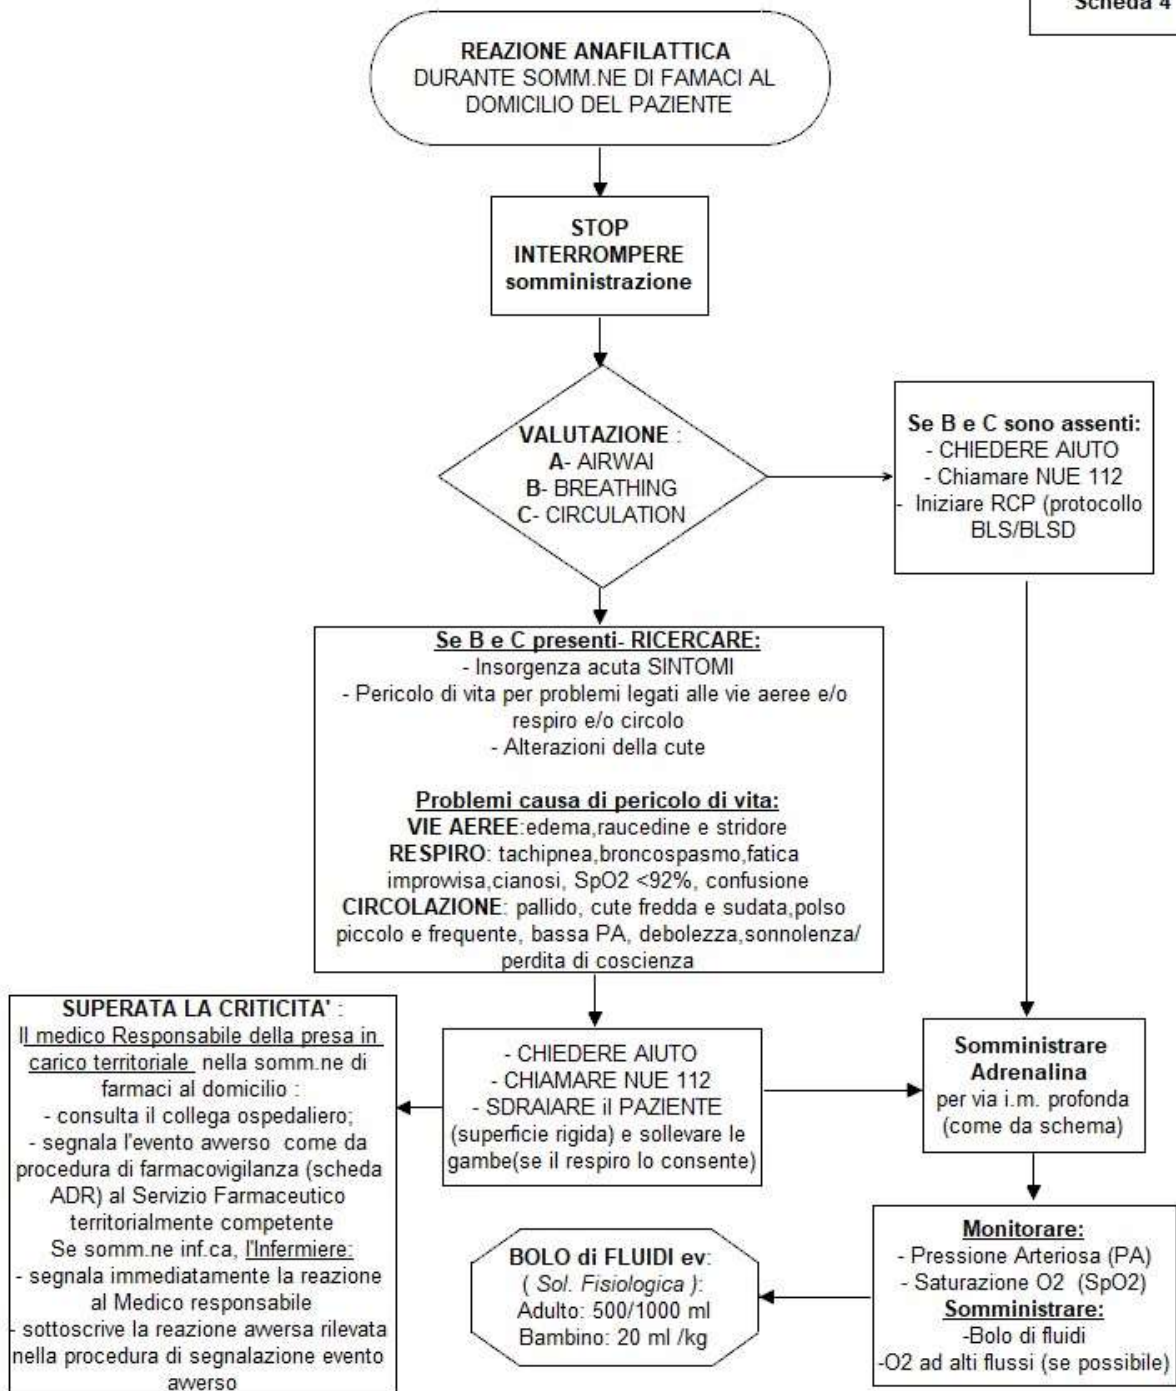 Scheda 4
REAZIONE ANAFILATTICA
DURANTE SOMM.NE DI FAMACI AL
DOMICILIO DEL PAZIENTE
STOP
INTERROMPERE
somministrazione
VALUTAZIONE :
A- AIRWAI
B- BREATHING
C- CIRCULATION
Se B e C sono assenti:
- CHIEDERE AIUTO
- Chiamare NUE 112
- Iniziare RCP (protocollo
BLS/BLSD
Se B e C presenti- RICERCARE:
- Insorgenza acuta SINTOMI
- Pericolo di vita per problemi legati alle vie aeree e/o
respiro e/o circolo
- Alterazioni della cute
Problemi causa di pericolo di vita:
VIE AEREE:edema,raucedine e stridore
RESPIRO: tachipnea,broncospasmo,fatica
improvvisa,cianosi, SpO2 <92%, confusione
CIRCOLAZIONE: pallido, cute fredda e sudata,polso
piccolo e frequente, bassa PA, debolezza,sonnolenza/
perdita di coscienza
SUPERATA LA CRITICITA' :
Il medico Responsabile della presa in
carico territoriale nella somm.ne di
farmaci al domicilio :
- consulta il collega ospedaliero;
- segnala l'evento avverso come da
procedura di farmacovigilanza (scheda
ADR) al Servizio Farmaceutico
territorialmente competente
Se somm.ne inf.ca, l'Infermiere:
- segnala immediatamente la reazione
al Medico responsabile
- sottoscrive la reazione avversa rilevata
nella procedura di segnalazione evento
avverso
- CHIEDERE AIUTO
- CHIAMARE NUE 112
- SDRAIARE il PAZIENTE
(superficie rigida) e sollevare le
gambe(se il respiro lo consente)
Somministrare
Adrenalina
per via i.m. profonda
(come da schema)
BOLO di FLUIDI ev:
( Sol. Fisiologica ):
Adulto: 500/1000 ml
Bambino: 20 ml /kg
Monitorare:
- Pressione Arteriosa (PA)
- Saturazione O2 (SpO2)
Somministrare:
-Bolo di fluidi
-O2 ad alti flussi (se possibile)